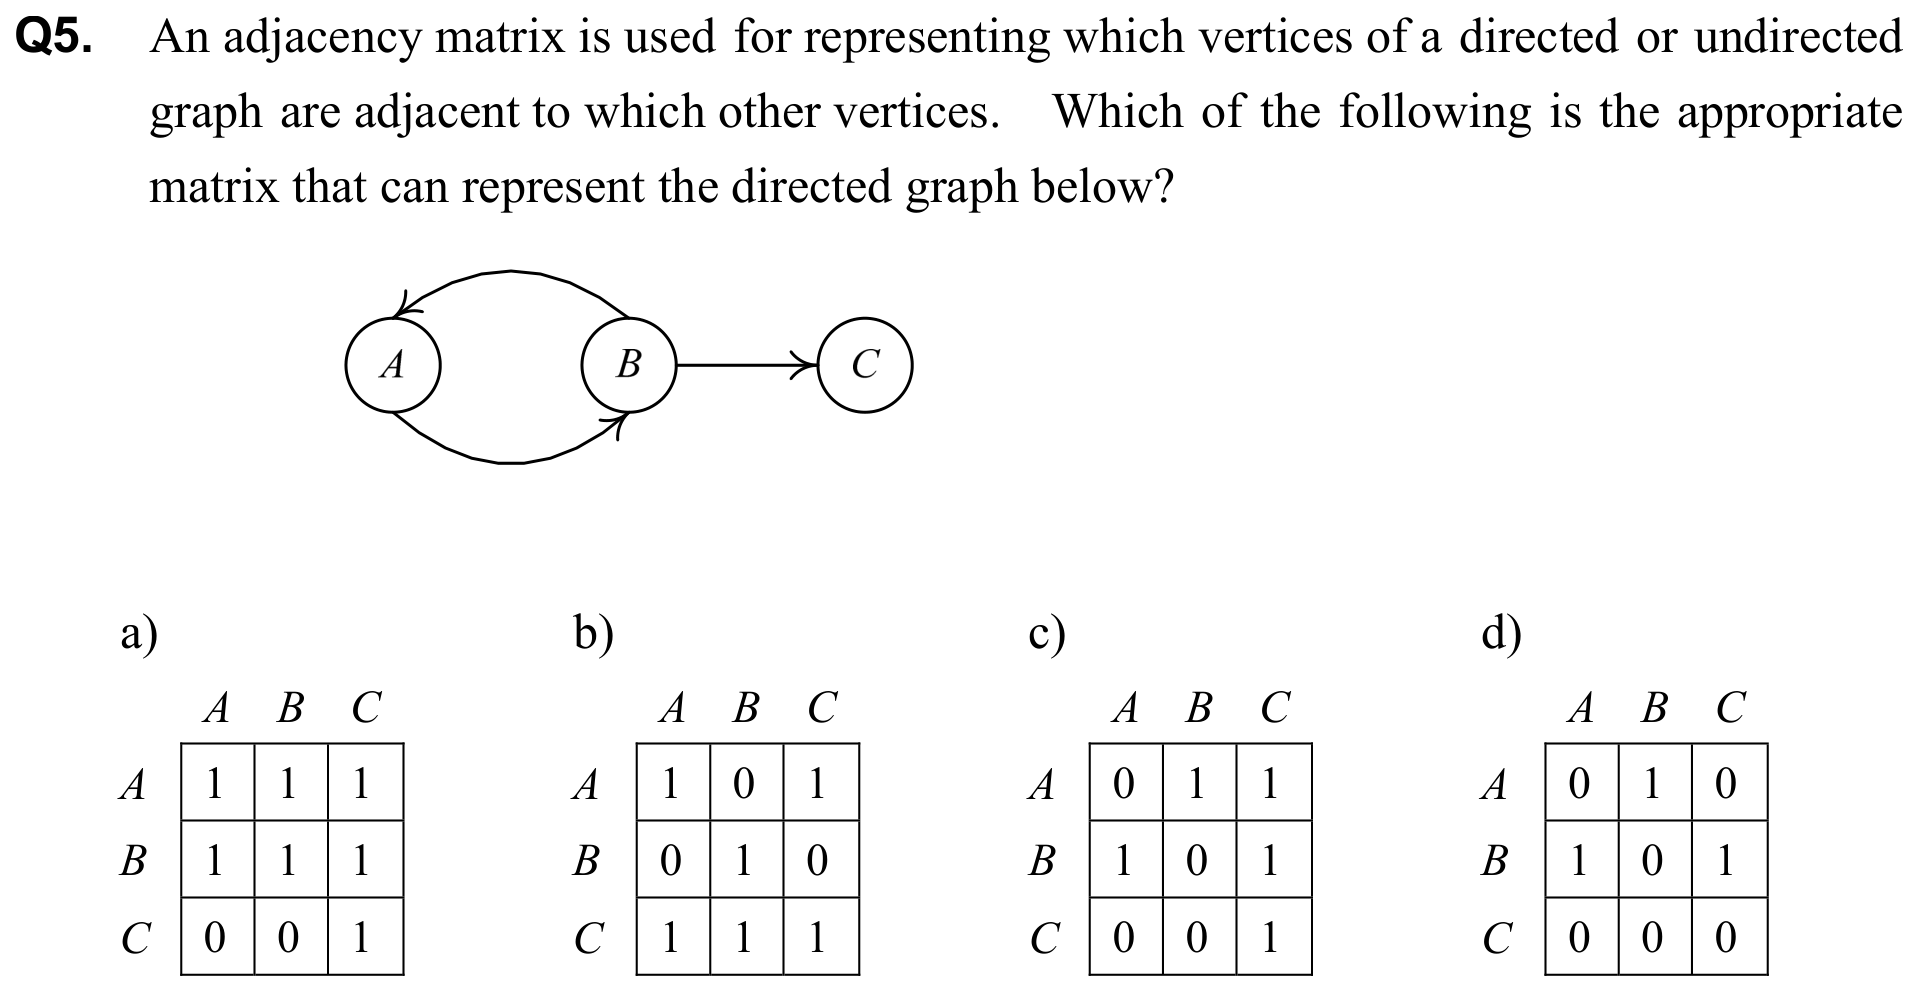 Q5. An adjacency matrix is used for representing which vertices of a directed or undirected
graph are adjacent to which other vertices. Which of the following is the appropriate
matrix that can represent the directed graph below?
A B C
a) b) c) d)
A B C A B C A B C A B C
A 1 1 1 A 1 0 1 A 0 1 1 A 0 1 0
B 1 1 1 B 0 1 0 B 1 0 1 B 1 0 1
C 0 0 1 C 1 1 1 C 0 0 1 C 0 0 0